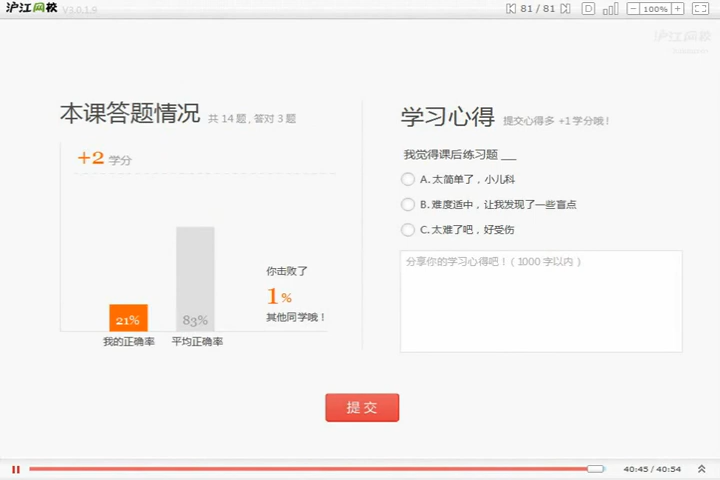 沪江网校 V3.0.1.9
81 / 81
D
100%
沪江网校
本课答题情况 共 14 题 , 答对 3 题
+2 学分
21%
83%
我的正确率
平均正确率
你击败了
1 %
其他同学哦！
学习心得 提交心得多 +1 学分哦！
我觉得课后练习题 ___
A. 太简单了，小儿科
B. 难度适中，让我发现了一些盲点
C. 太难了吧，好受伤
分享你的学习心得吧！( 1000 字以内 )
提 交
40:45 / 40:54